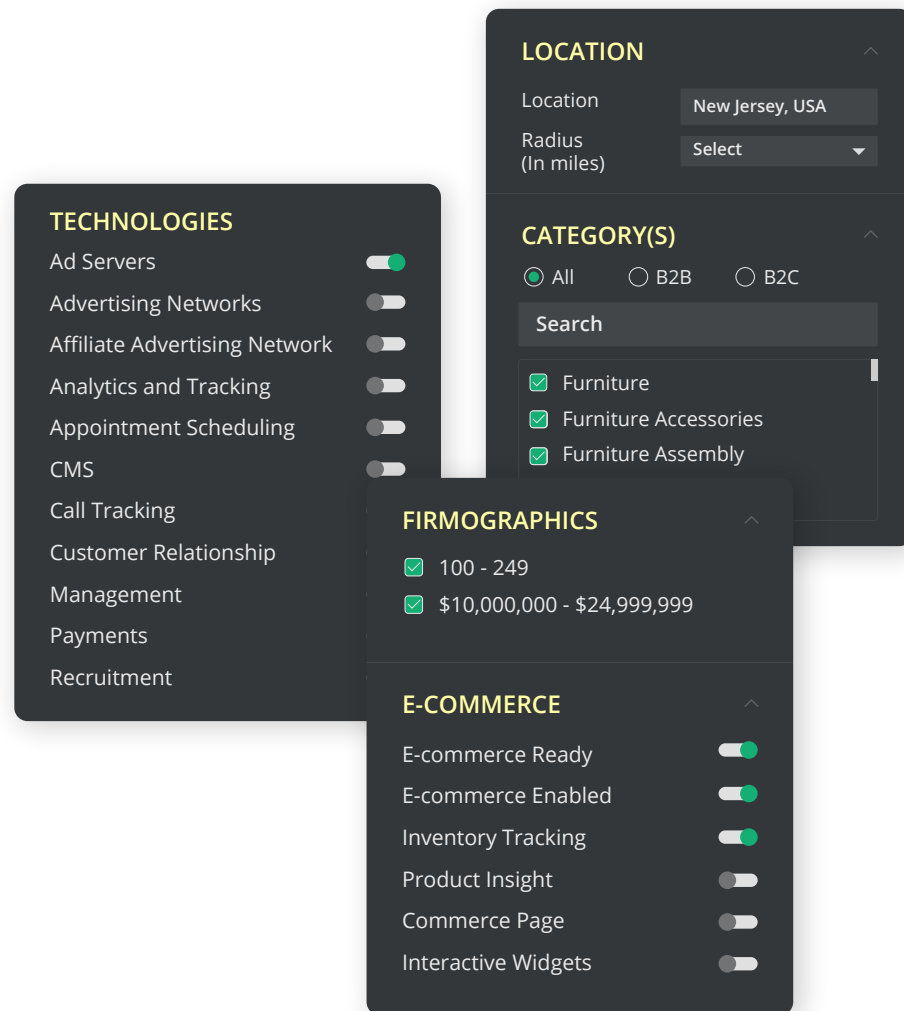 LOCATION
Location
New Jersey, USA
Radius
(In miles)
Select
CATEGORY(S)
All
B2B
B2C
Search
Furniture
Furniture Accessories
Furniture Assembly
TECHNOLOGIES
Ad Servers
Advertising Networks
Affiliate Advertising Network
Analytics and Tracking
Appointment Scheduling
CMS
Call Tracking
Customer Relationship
Management
Payments
Recruitment
FIRMOGRAPHICS
100 - 249
$10,000,000 - $24,999,999
E-COMMERCE
E-commerce Ready
E-commerce Enabled
Inventory Tracking
Product Insight
Commerce Page
Interactive Widgets